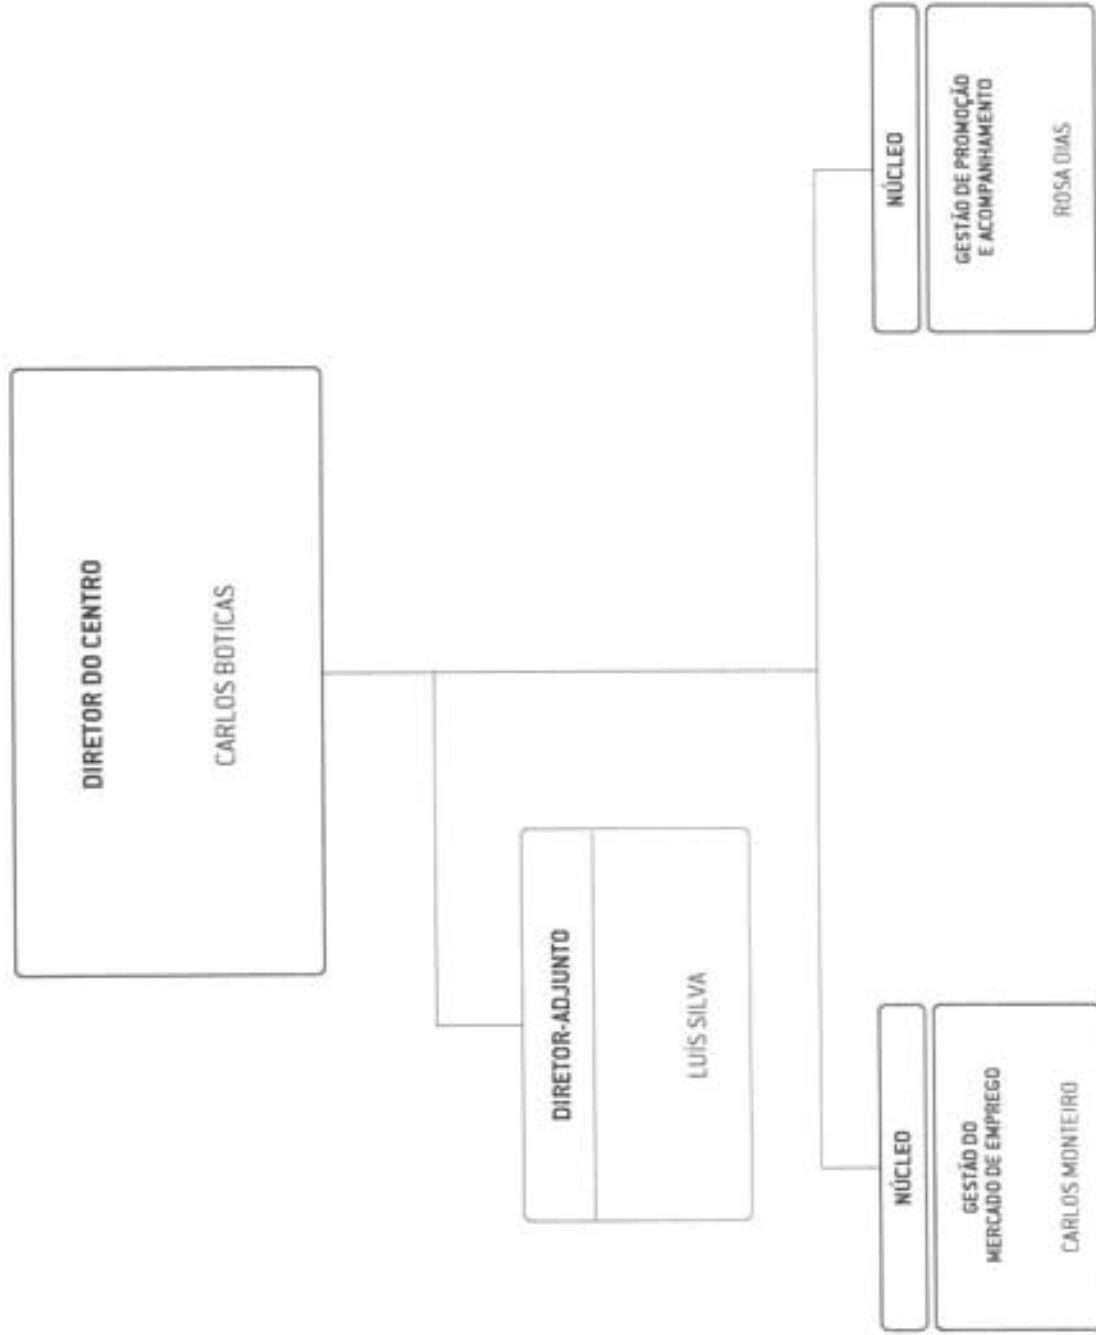 DIRETOR DO CENTRO
CARLOS BOTICAS
DIRETOR-ADJUNTO
LUÍS SILVA
NÚCLEO
GESTÃO DO
MERCADO DE EMPREGO
CARLOS MONTEIRO
NÚCLEO
GESTÃO DE PROMOÇÃO
E ACOMPANHAMENTO
ROSA DIAS